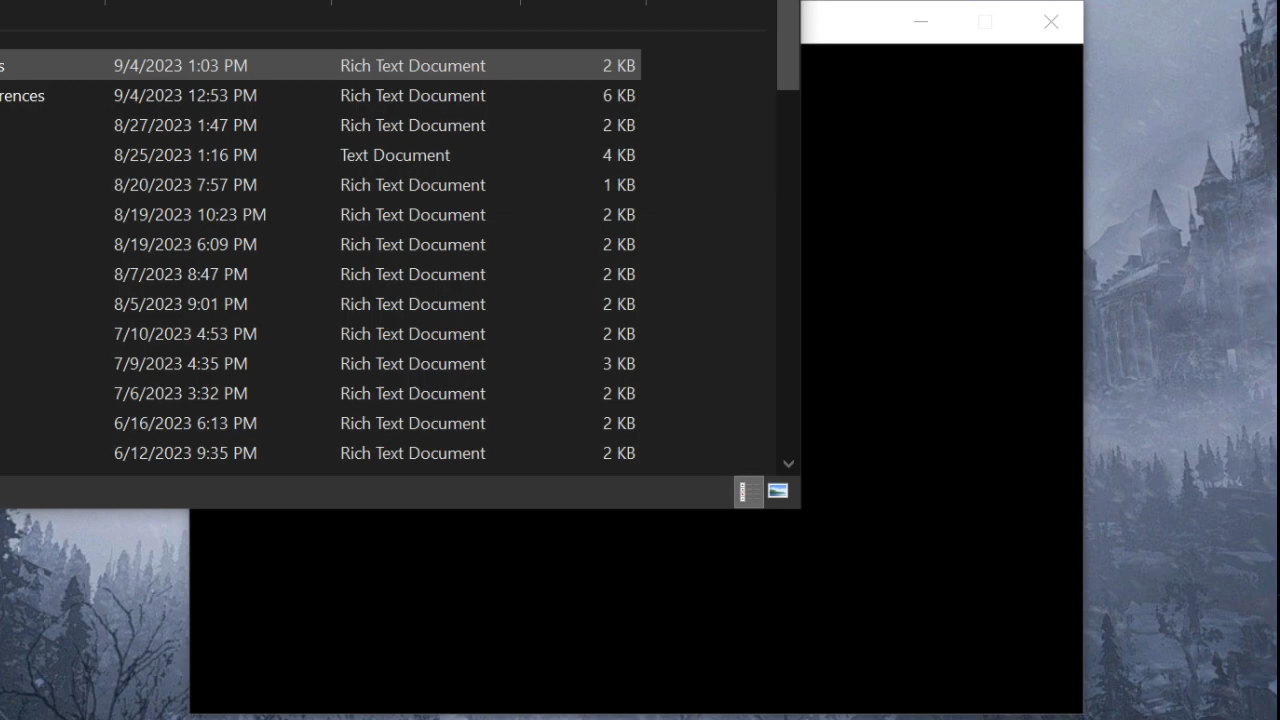 s 9/4/2023 1:03 PM Rich Text Document 2 KB
rences 9/4/2023 12:53 PM Rich Text Document 6 KB
8/27/2023 1:47 PM Rich Text Document 2 KB
8/25/2023 1:16 PM Text Document 4 KB
8/20/2023 7:57 PM Rich Text Document 1 KB
8/19/2023 10:23 PM Rich Text Document 2 KB
8/19/2023 6:09 PM Rich Text Document 2 KB
8/7/2023 8:47 PM Rich Text Document 2 KB
8/5/2023 9:01 PM Rich Text Document 2 KB
7/10/2023 4:53 PM Rich Text Document 2 KB
7/9/2023 4:35 PM Rich Text Document 3 KB
7/6/2023 3:32 PM Rich Text Document 2 KB
6/16/2023 6:13 PM Rich Text Document 2 KB
6/12/2023 9:35 PM Rich Text Document 2 KB